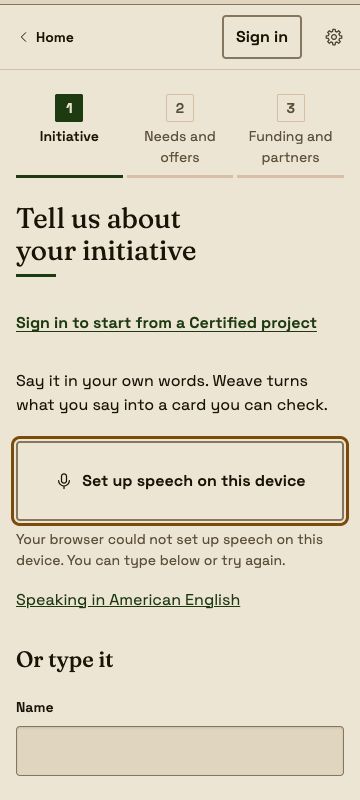 Home
Sign in
1
Initiative
2
Needs and
offers
3
Funding and
partners
Tell us about
your initiative
Sign in to start from a Certified project
Say it in your own words. Weave turns
what you say into a card you can check.
Set up speech on this device
Your browser could not set up speech on this
device. You can type below or try again.
Speaking in American English
Or type it
Name